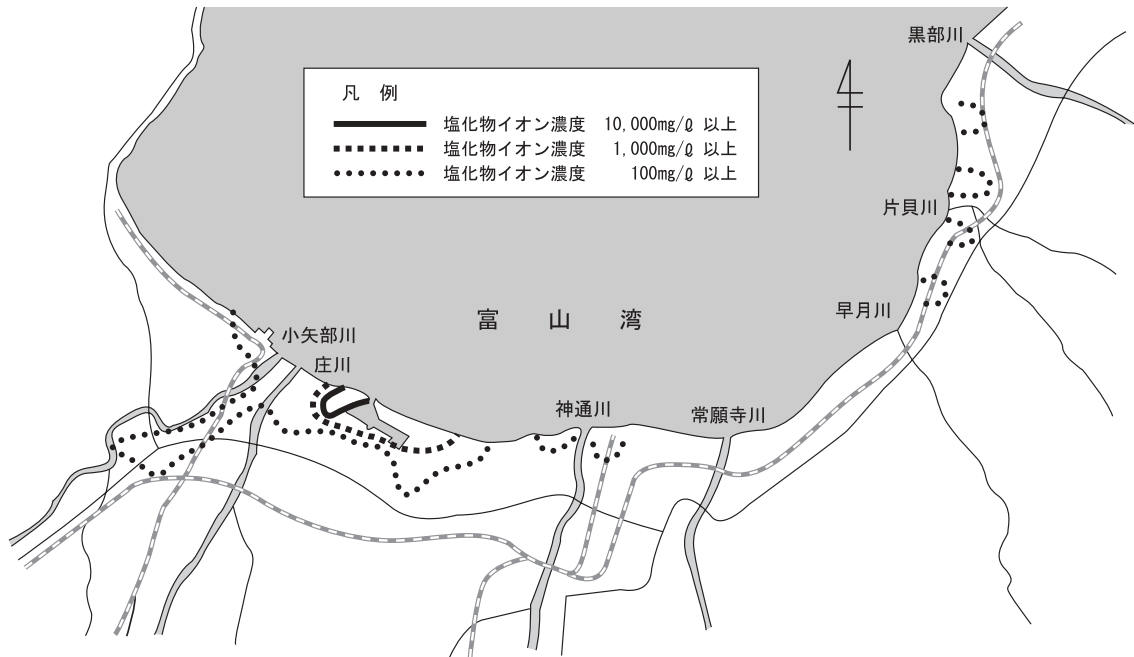 黒部川
凡 例
塩化物イオン濃度 10,000mg/ℓ 以上
塩化物イオン濃度 1,000mg/ℓ 以上
塩化物イオン濃度 100mg/ℓ 以上
片貝川
早月川
富 山 湾
小矢部川
庄川
神通川
常願寺川